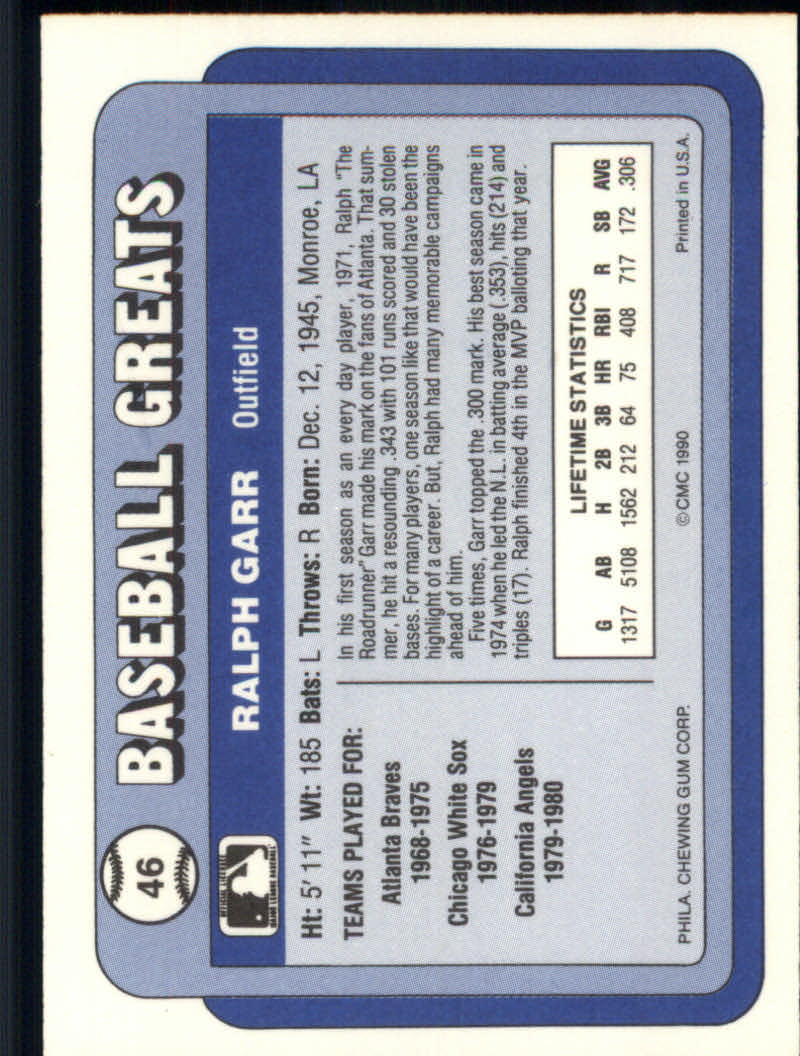 46
BASEBALL GREATS
RALPH GARR Outfield
Ht: 5' 11" Wt: 185 Bats: L Throws: R Born: Dec. 12, 1945, Monroe, LA
TEAMS PLAYED FOR:
Atlanta Braves
1968-1975
Chicago White Sox
1976-1979
California Angels
1979-1980
In his first season as an every day player, 1971, Ralph "The
Roadrunner" Garr made his mark on the fans of Atlanta. That sum-
mer, he hit a resounding .343 with 101 runs scored and 30 stolen
bases. For many players, one season like that would have been the
highlight of a career. But, Ralph had many memorable campaigns
ahead of him.
Five times, Garr topped the .300 mark. His best season came in
1974 when he led the N.L. in batting average (.353), hits (214) and
triples (17). Ralph finished 4th in the MVP balloting that year.
LIFETIME STATISTICS
G AB H 2B 3B HR RBI R SB AVG
1317 5108 1562 212 64 75 408 717 172 .306
PHILA. CHEWING GUM CORP. © CMC 1990 Printed in U.S.A.